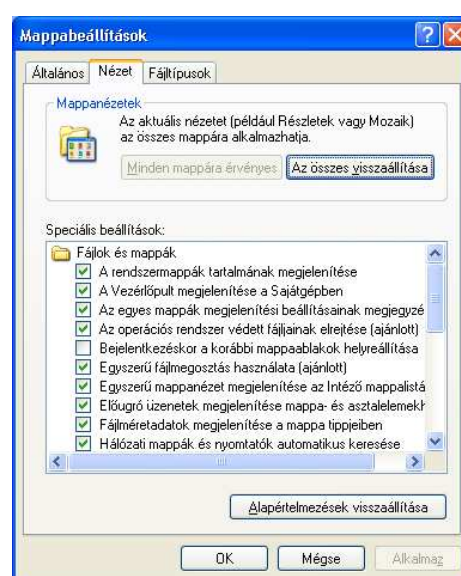 Mappabeállítások
Általános Nézet Fájltípusok
Mappanézetek
Az aktuális nézetet (például Részletek vagy Mozaik)
az összes mappára alkalmazhatja.
Minden mappára érvényes Az összes visszaállítása
Speciális beállítások:
Fájlok és mappák
A rendszermappák tartalmának megjelenítése
A Vezérlőpult megjelenítése a Sajátgépben
Az egyes mappák megjelenítési beállításainak megjegyzé
Az operációs rendszer védett fájljainak elrejtése (ajánlott)
Bejelentkezéskor a korábbi mappaablakok helyreállítása
Egyszerű fájlmegosztás használata (ajánlott)
Egyszerű mappanézet megjelenítése az Intéző mappalistá
Előugró üzenetek megjelenítése mappa- és asztalelemekh
Fájlméretadatok megjelenítése a mappa tippjeiben
Hálózati mappák és nyomtatók automatikus keresése
Alapértelmezések visszaállítása
OK Mégse Alkalmaz